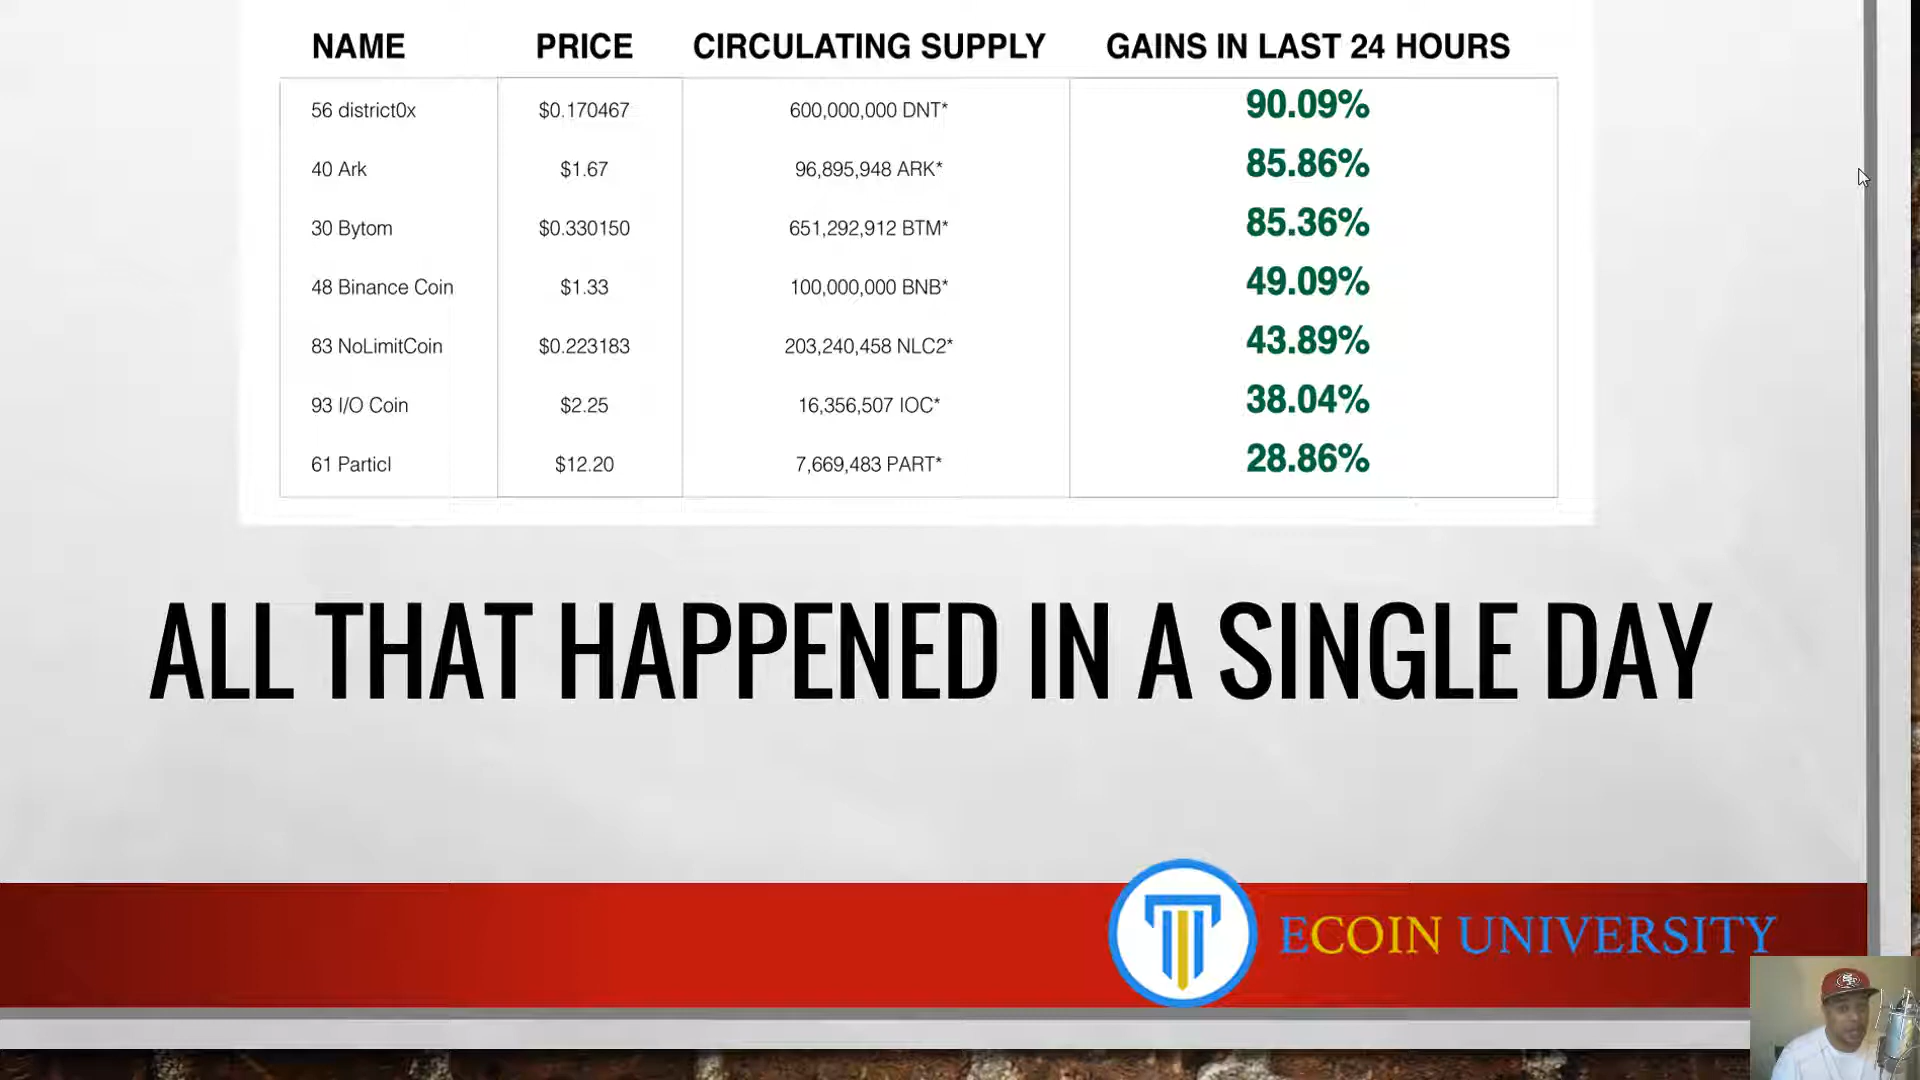 NAME PRICE CIRCULATING SUPPLY GAINS IN LAST 24 HOURS
56 district0x $0.170467 600,000,000 DNT* 90.09%
40 Ark $1.67 96,895,948 ARK* 85.86%
30 Bytom $0.330150 651,292,912 BTM* 85.36%
48 Binance Coin $1.33 100,000,000 BNB* 49.09%
83 NoLimitCoin $0.223183 203,240,458 NLC2* 43.89%
93 I/O Coin $2.25 16,356,507 IOC* 38.04%
61 Particl $12.20 7,669,483 PART* 28.86%
ALL THAT HAPPENED IN A SINGLE DAY
ECOIN UNIVERSITY
SF